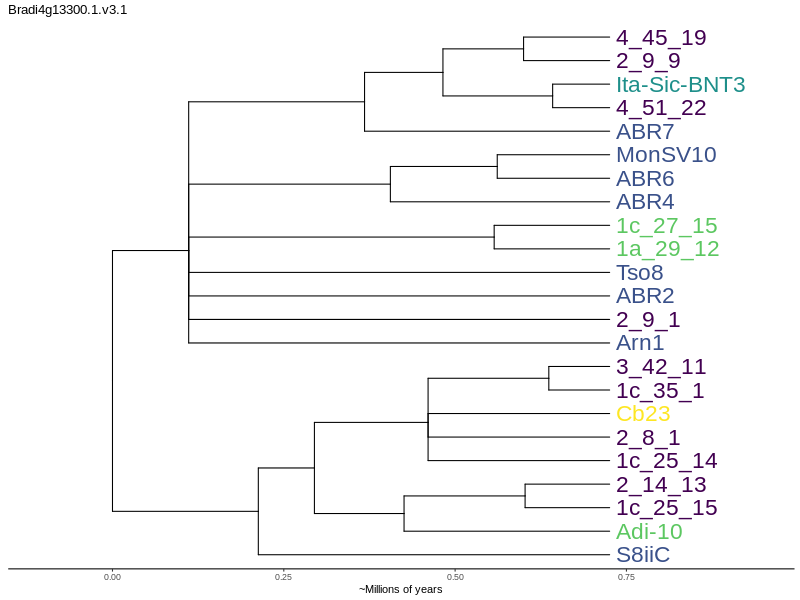 Bradi4g13300.1.v3.1
4_45_19
2_9_9
Ita-Sic-BNT3
4_51_22
ABR7
MonSV10
ABR6
ABR4
1c_27_15
1a_29_12
Tso8
ABR2
2_9_1
Arn1
3_42_11
1c_35_1
Cb23
2_8_1
1c_25_14
2_14_13
1c_25_15
Adi-10
S8iiC
0.00 0.25 0.50 0.75
~Millions of years